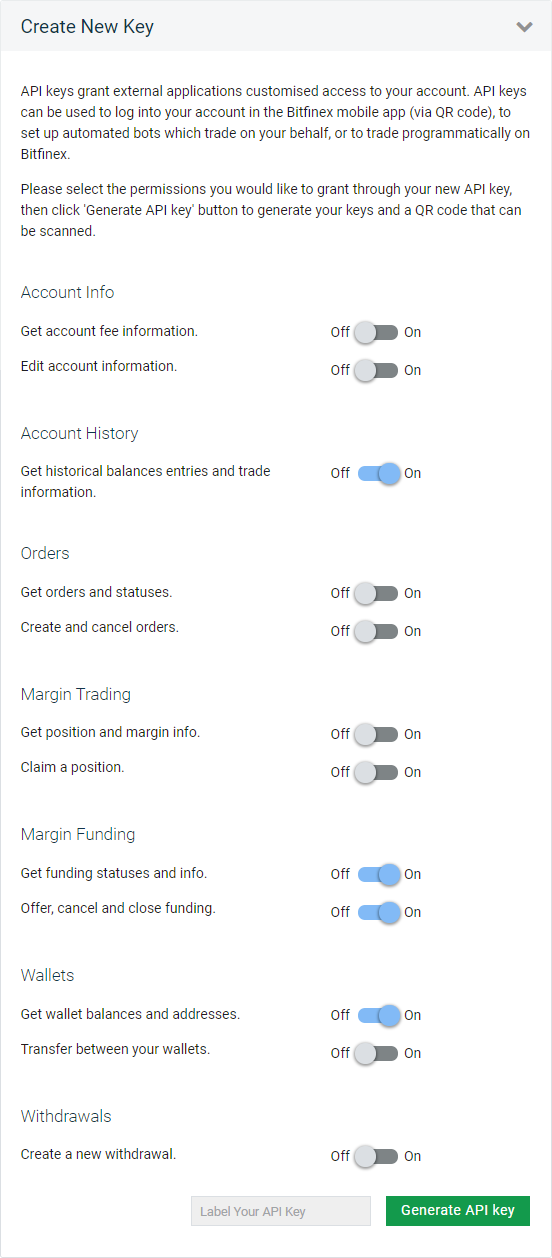 Create New Key
API keys grant external applications customised access to your account. API keys
can be used to log into your account in the Bitfinex mobile app (via QR code), to
set up automated bots which trade on your behalf, or to trade programmatically on
Bitfinex.
Please select the permissions you would like to grant through your new API key,
then click 'Generate API key' button to generate your keys and a QR code that can
be scanned.
Account Info
Get account fee information. Off On
Edit account information. Off On
Account History
Get historical balances entries and trade Off On
information.
Orders
Get orders and statuses. Off On
Create and cancel orders. Off On
Margin Trading
Get position and margin info. Off On
Claim a position. Off On
Margin Funding
Get funding statuses and info. Off On
Offer, cancel and close funding. Off On
Wallets
Get wallet balances and addresses. Off On
Transfer between your wallets. Off On
Withdrawals
Create a new withdrawal. Off On
Label Your API Key Generate API key